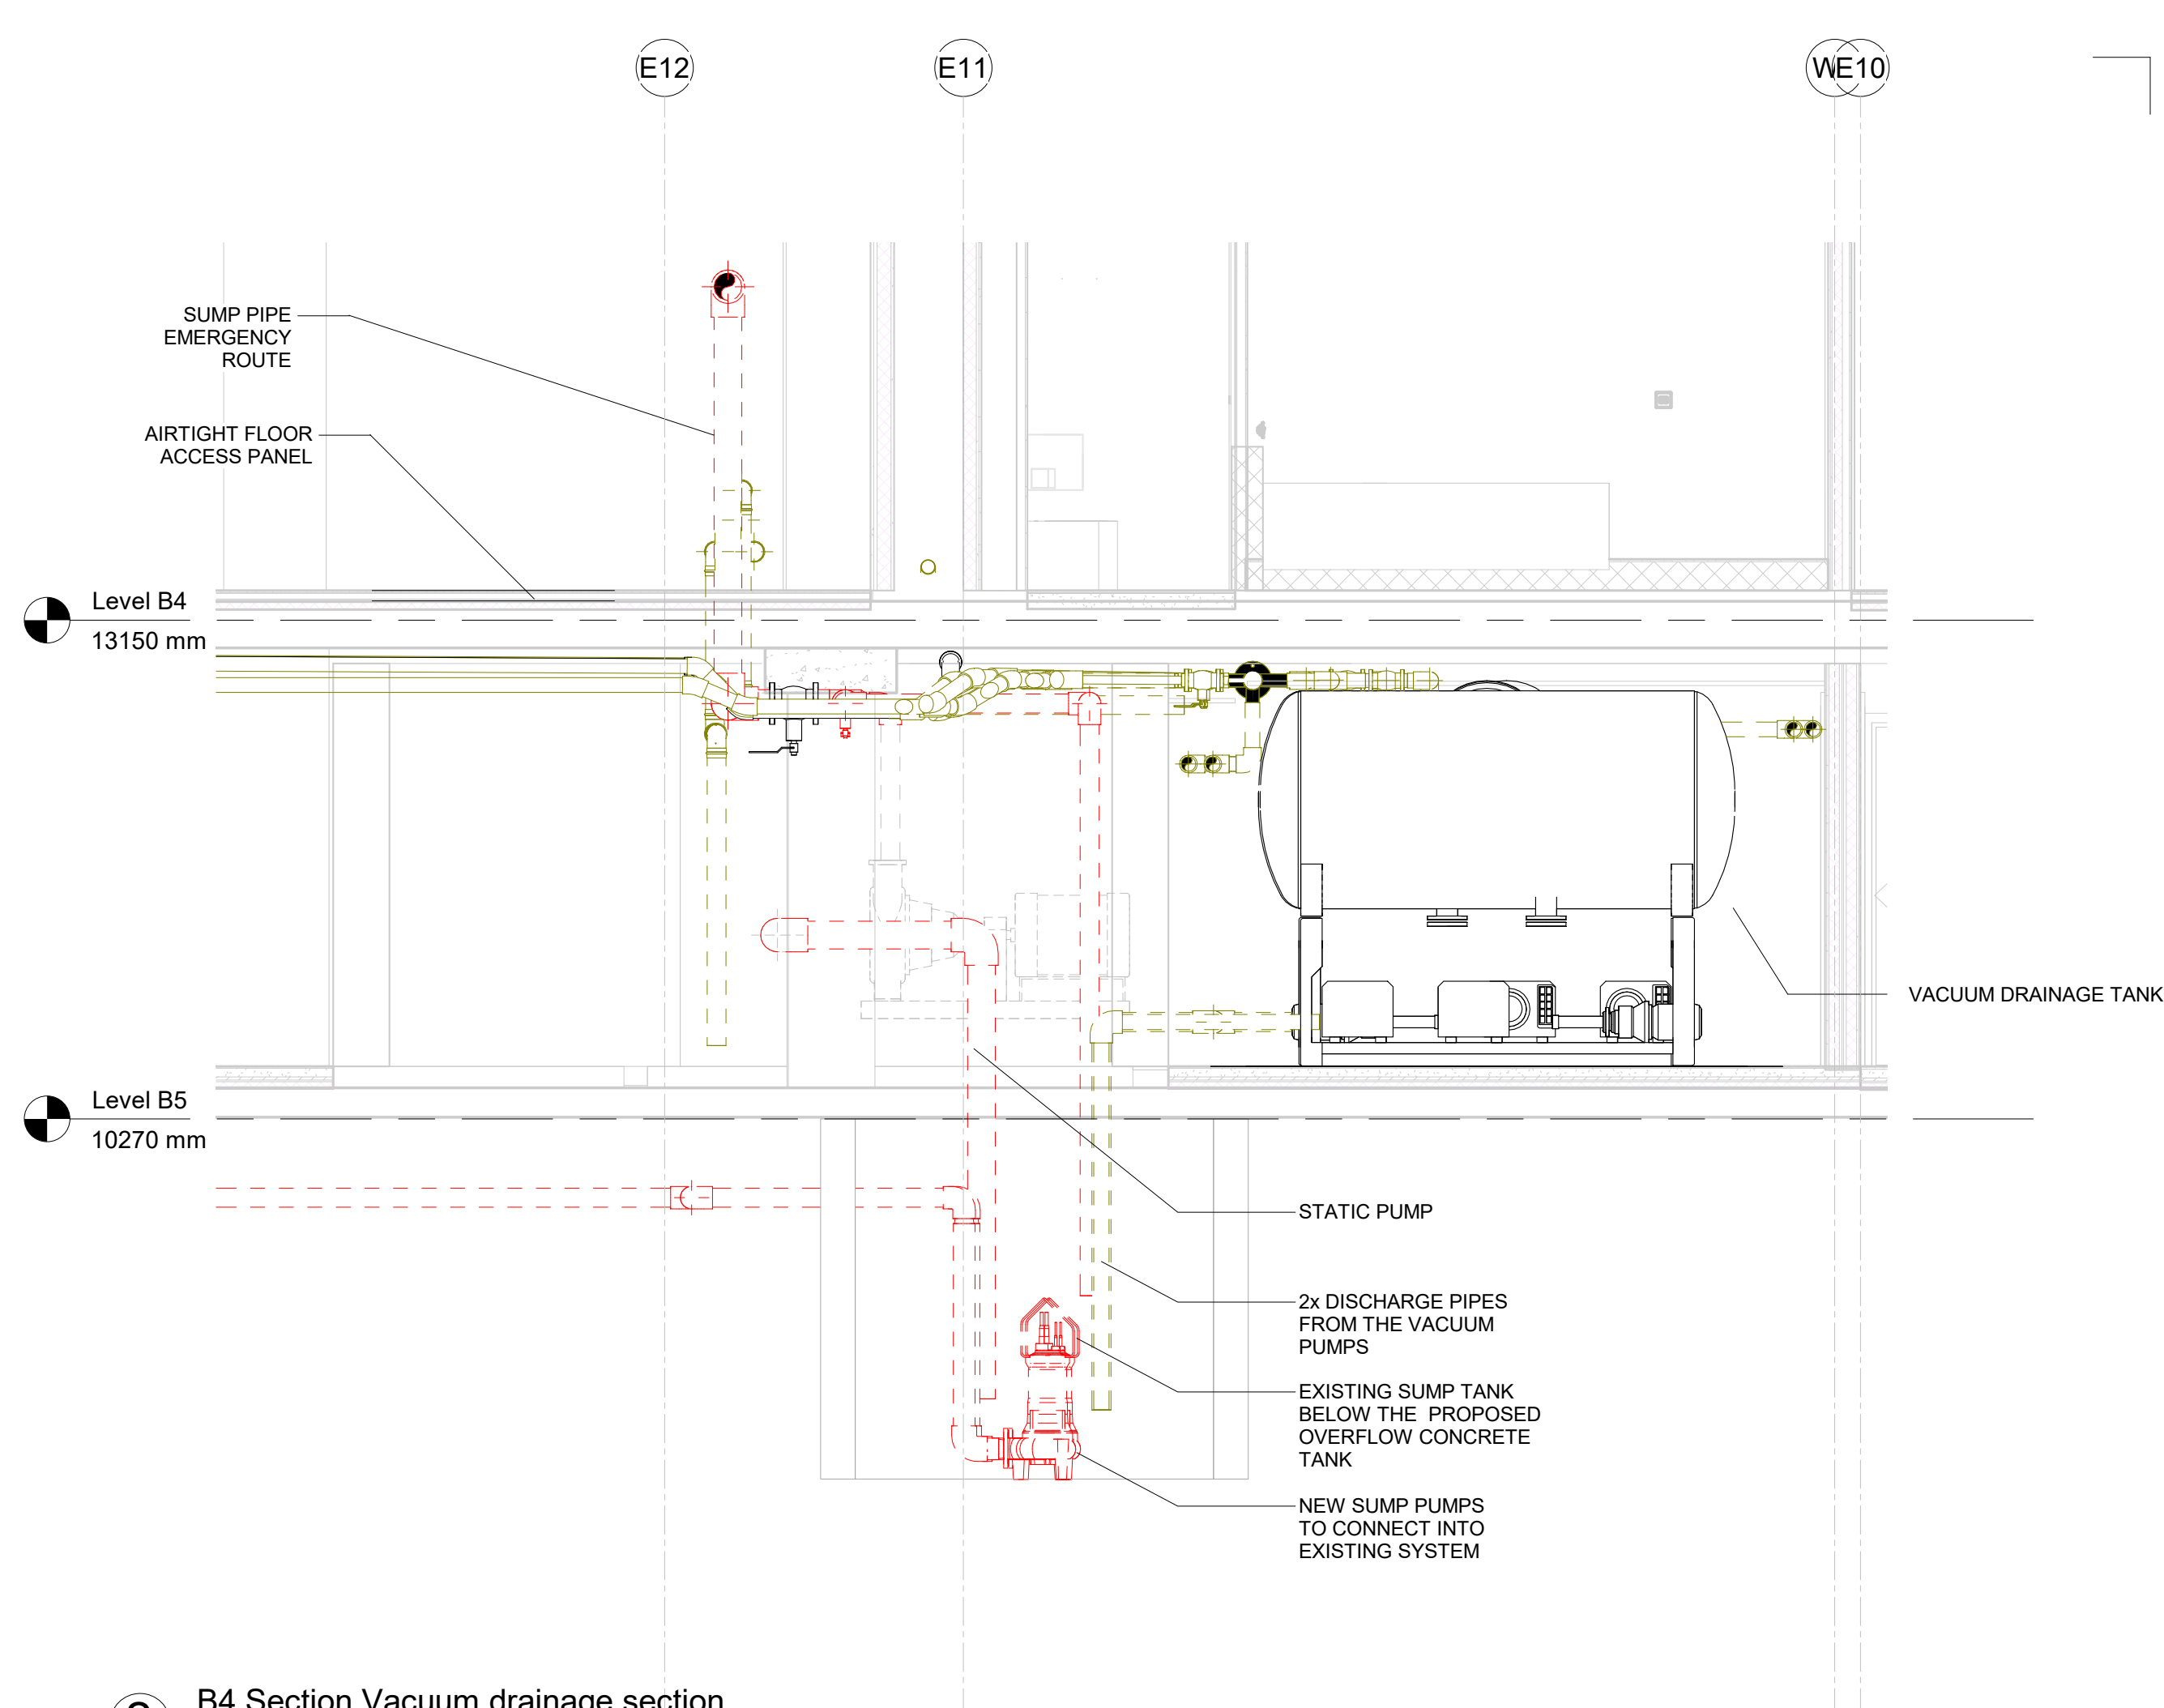 E12
E11
WE10
SUMP PIPE
EMERGENCY
ROUTE
AIRTIGHT FLOOR
ACCESS PANEL
Level B4
13150 mm
VACUUM DRAINAGE TANK
Level B5
10270 mm
STATIC PUMP
2x DISCHARGE PIPES
FROM THE VACUUM
PUMPS
EXISTING SUMP TANK
BELOW THE PROPOSED
OVERFLOW CONCRETE
TANK
NEW SUMP PUMPS
TO CONNECT INTO
EXISTING SYSTEM
B4 Section Vacuum drainage section